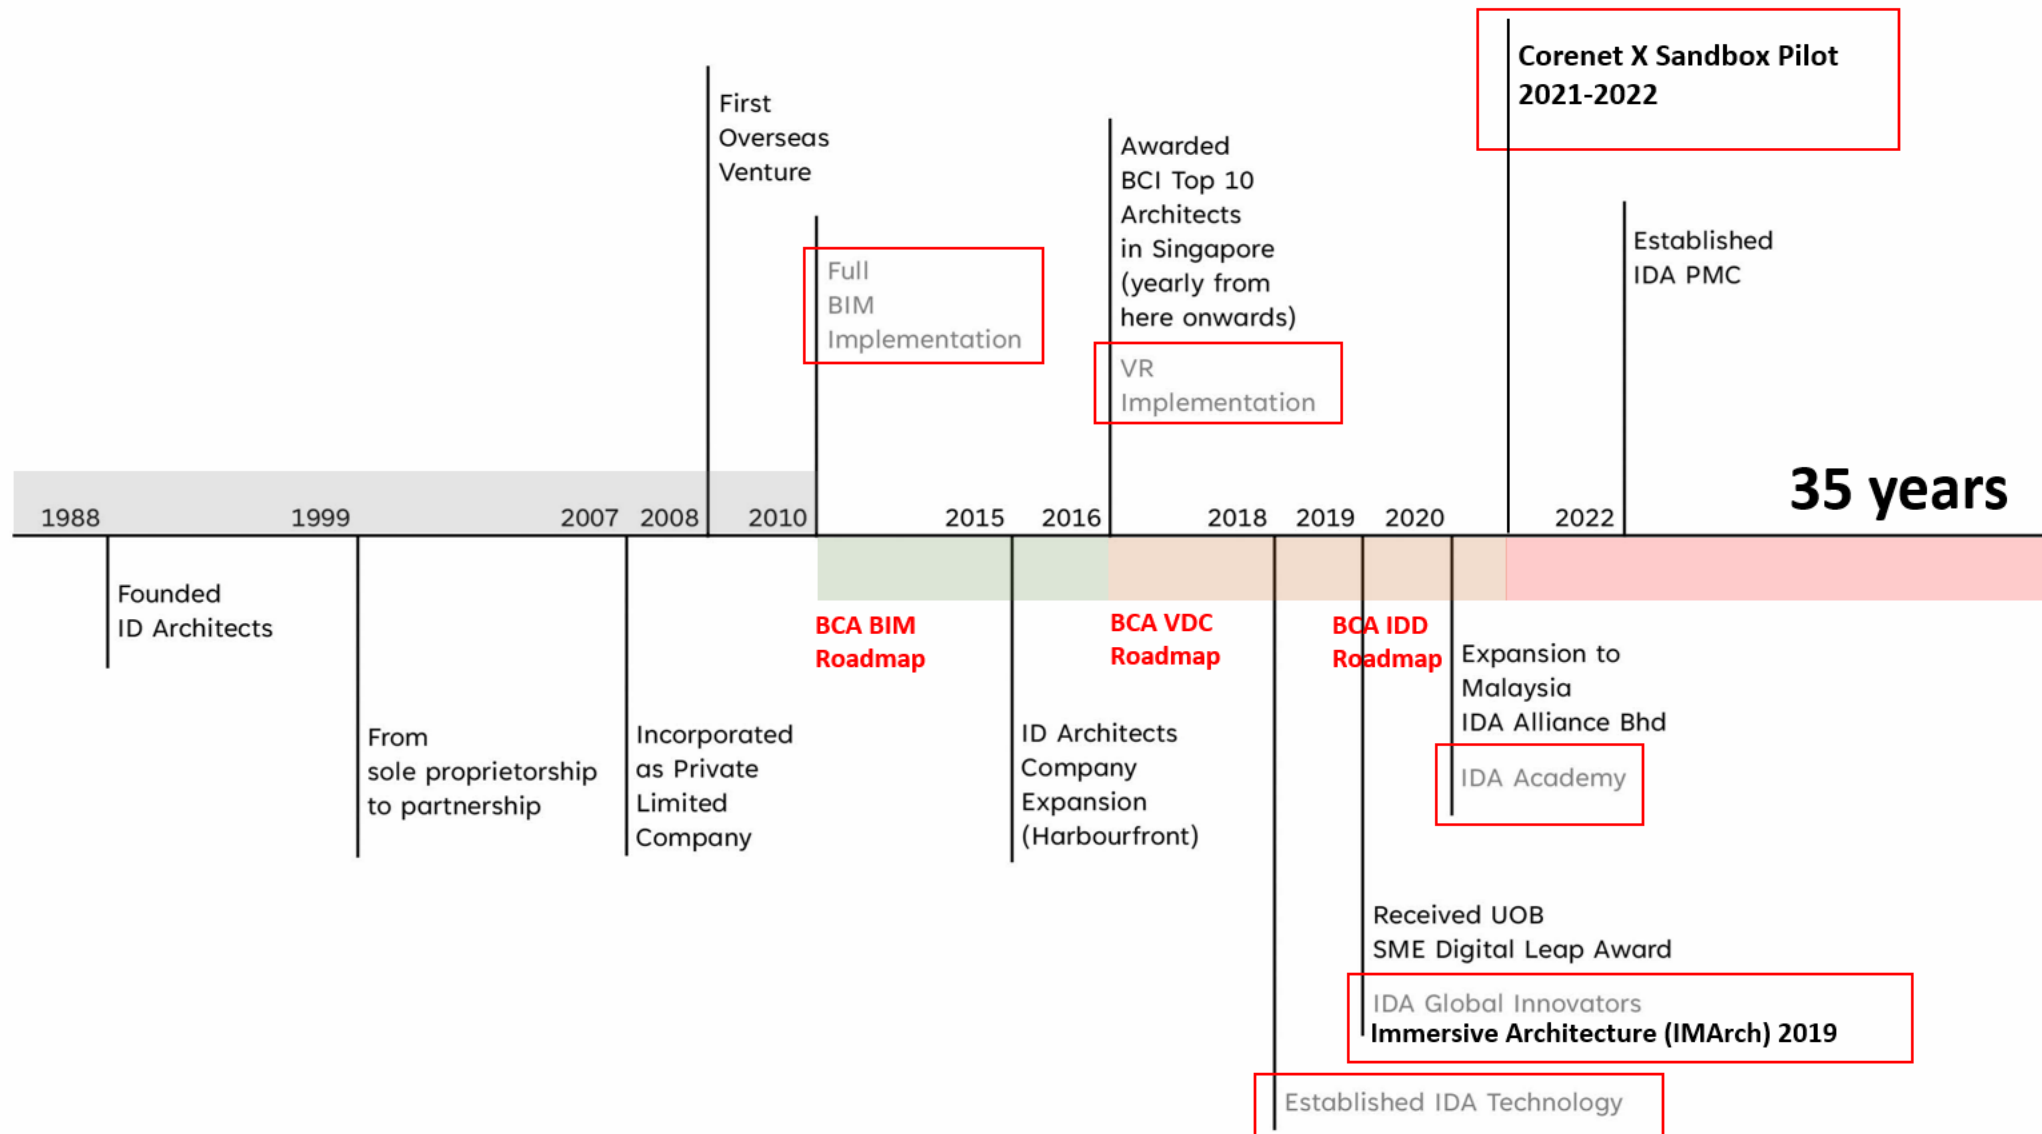 Corenet X Sandbox Pilot
2021-2022
First
Overseas
Venture
Awarded
BCI Top 10
Architects
in Singapore
(yearly from
here onwards)
Established
IDA PMC
Full
BIM
Implementation
VR
Implementation
35 years
1988
1999
2007
2008
2010
2015
2016
2018
2019
2020
2022
Founded
ID Architects
BCA BIM
Roadmap
BCA VDC
Roadmap
BCA IDD
Roadmap
Expansion to
Malaysia
IDA Alliance Bhd
IDA Academy
From
sole proprietorship
to partnership
Incorporated
as Private
Limited
Company
ID Architects
Company
Expansion
(Harbourfront)
Received UOB
SME Digital Leap Award
IDA Global Innovators
Immersive Architecture (IMArch) 2019
Established IDA Technology